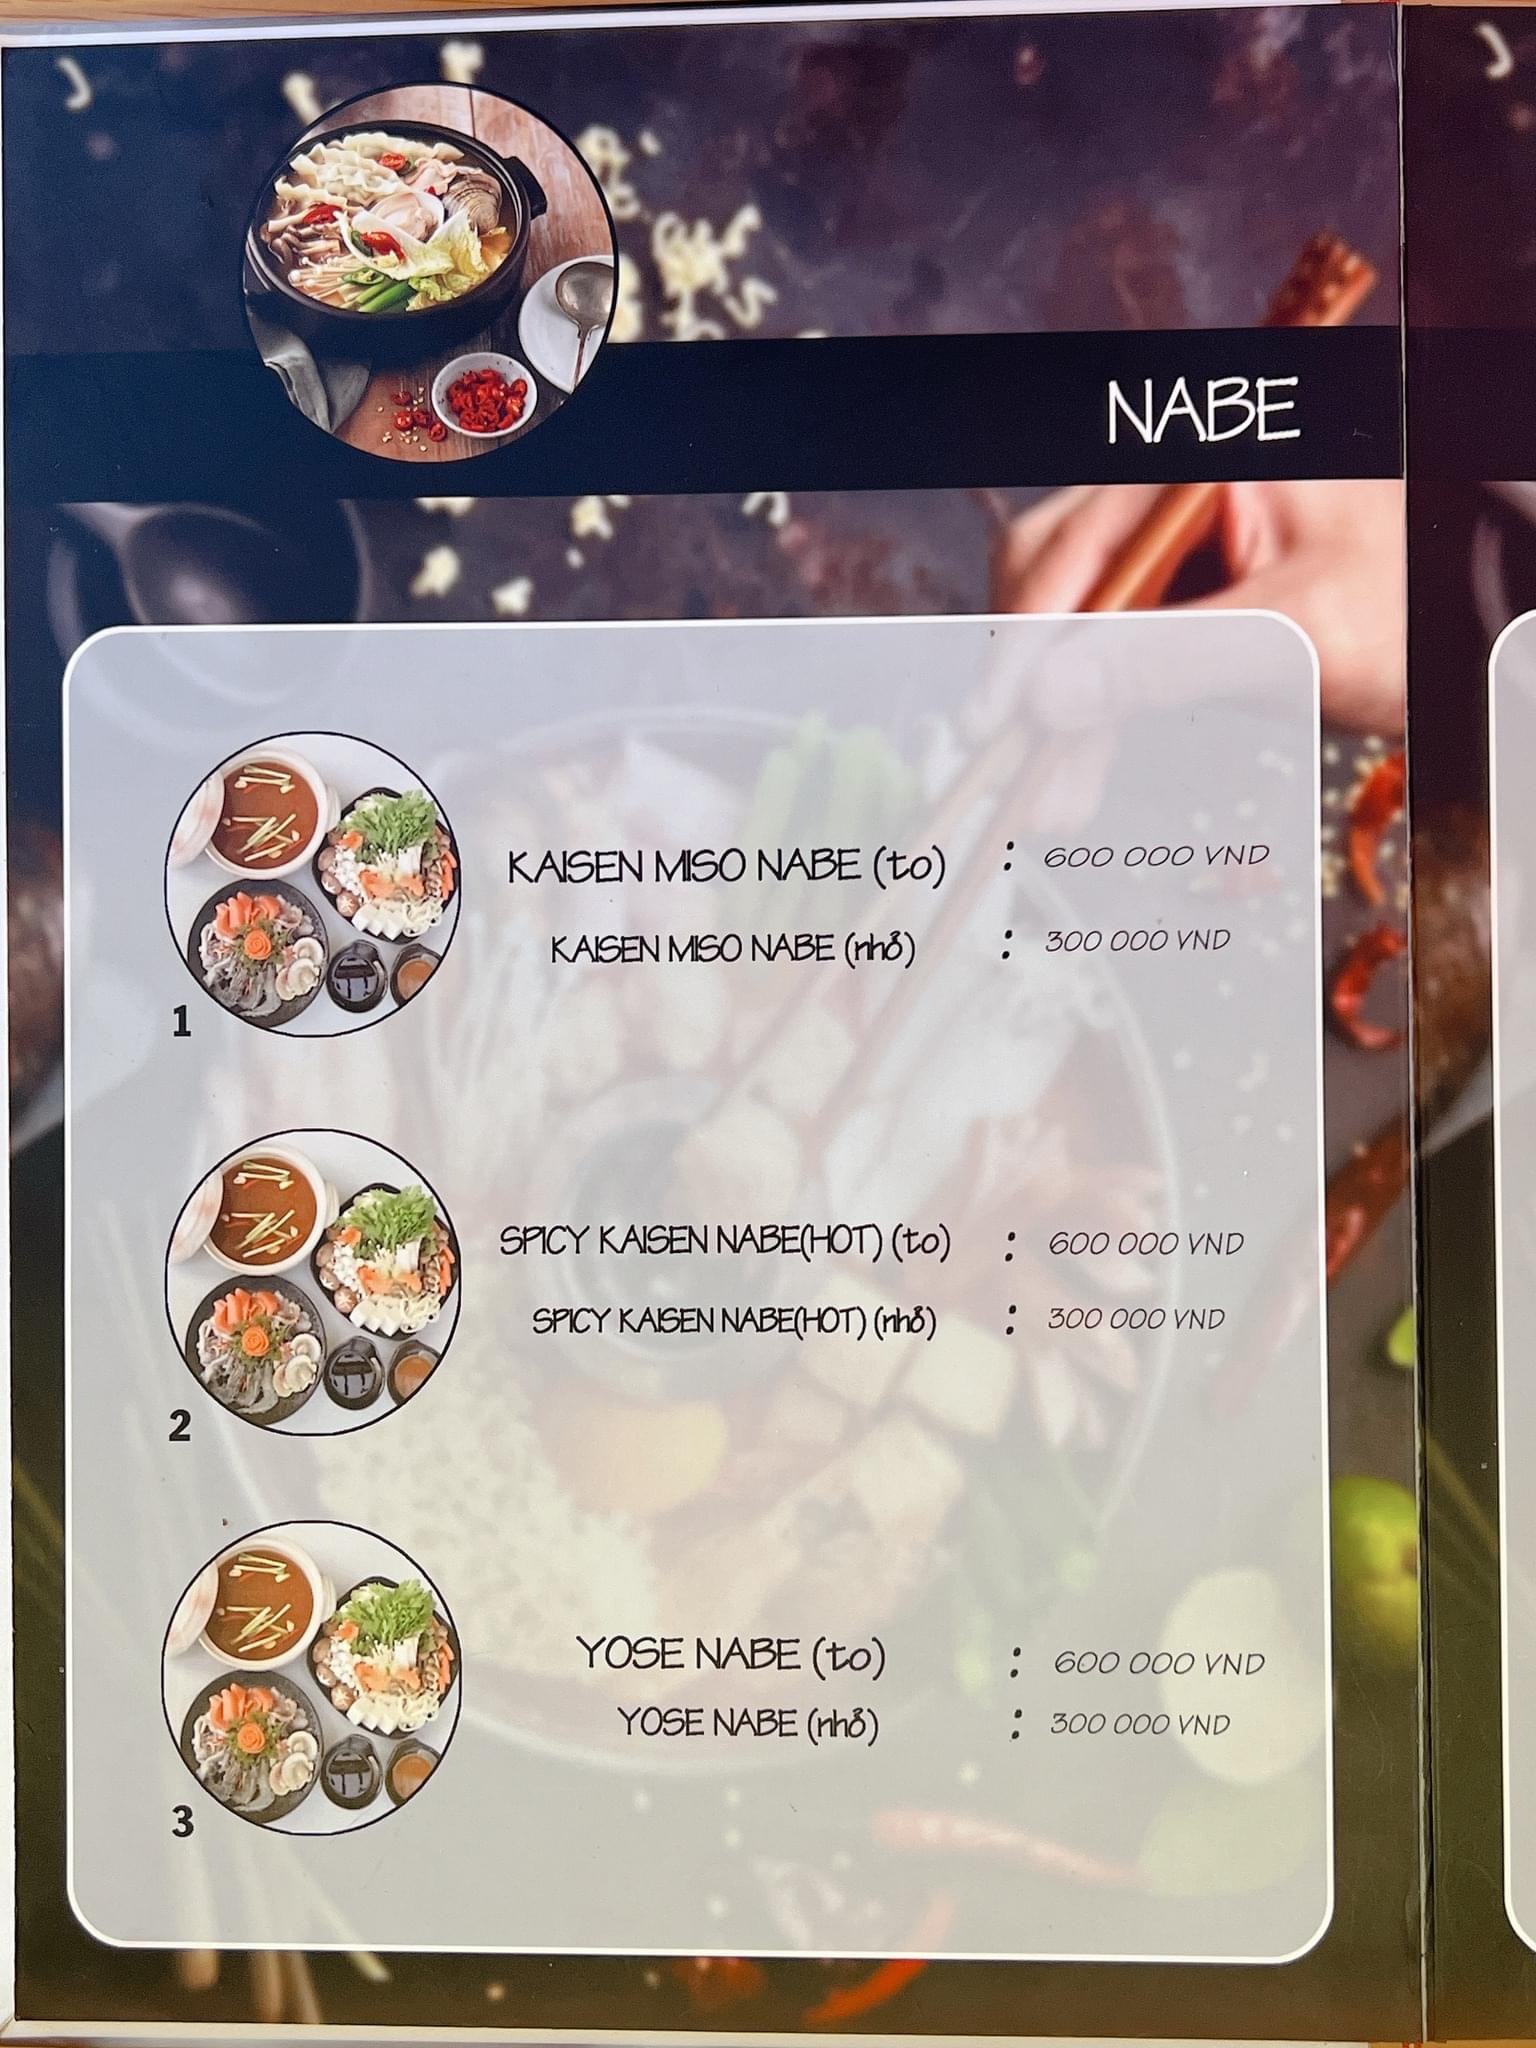 NABE
KAISEN MISO NABE (to) : 600 000 VND
KAISEN MISO NABE (nhỏ) : 300 000 VND
1
SPICY KAISEN NABE(HOT) (to) : 600 000 VND
SPICY KAISEN NABE(HOT) (nhỏ) : 300 000 VND
2
YOSE NABE (to) : 600 000 VND
YOSE NABE (nhỏ) : 300 000 VND
3